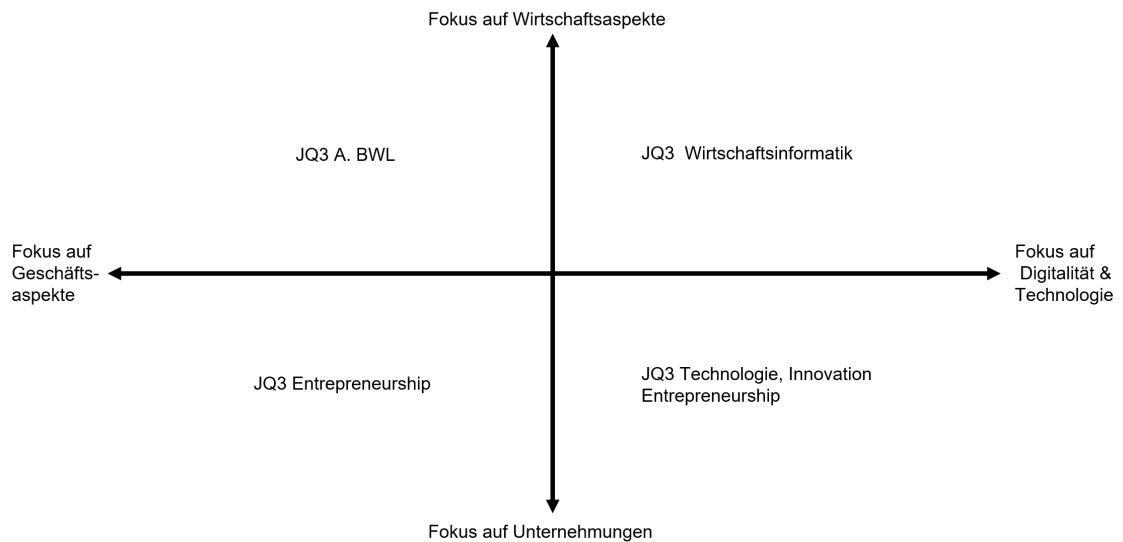 Fokus auf Wirtschaftsaspekte
JQ3 A. BWL
JQ3 Wirtschaftsinformatik
Fokus auf
Geschäfts-
aspekte
Fokus auf
Digitalität &
Technologie
JQ3 Entrepreneurship
JQ3 Technologie, Innovation
Entrepreneurship
Fokus auf Unternehmungen